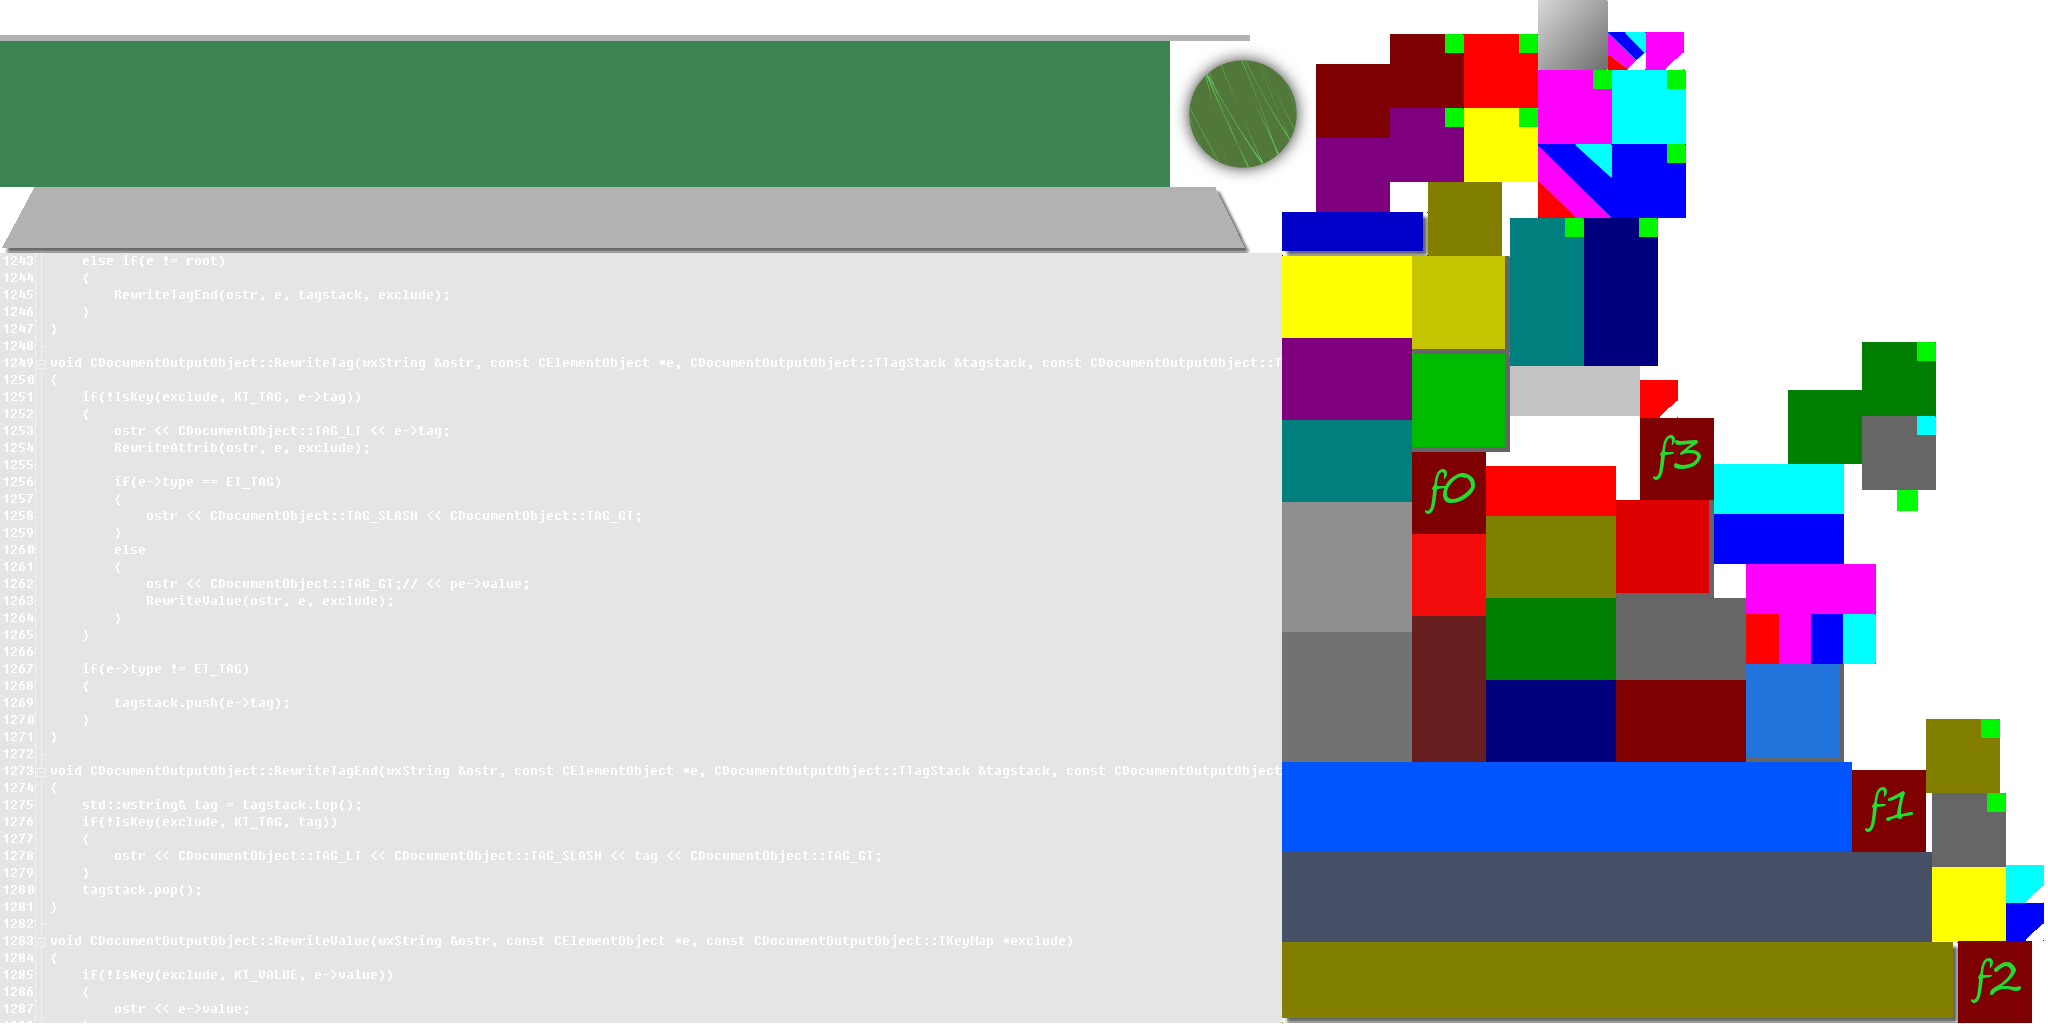 1243 else if(e != root)
1244 {
1245 RewriteTagEnd(ostr, e, tagstack, exclude);
1246 }
1247 }
1248
1249 void CDocumentOutputObject::RewriteTag(wxString &ostr, const CElementObject *e, CDocumentOutputObject::TTagStack &tagstack, const CDocumentOutputObject::T
1250 {
1251 if(!IsKey(exclude, KT_TAG, e->tag))
1252 {
1253 ostr << CDocumentObject::TAG_LT << e->tag;
1254 RewriteAttrib(ostr, e, exclude);
1255
1256 if(e->type == ET_TAG)
1257 {
1258 ostr << CDocumentObject::TAG_SLASH << CDocumentObject::TAG_GT;
1259 }
1260 else
1261 {
1262 ostr << CDocumentObject::TAG_GT;// << pe->value;
1263 RewriteValue(ostr, e, exclude);
1264 }
1265 }
1266
1267 if(e->type != ET_TAG)
1268 {
1269 tagstack.push(e->tag);
1270 }
1271 }
1272
1273 void CDocumentOutputObject::RewriteTagEnd(wxString &ostr, const CElementObject *e, CDocumentOutputObject::TTagStack &tagstack, const CDocumentOutputObject
1274 {
1275 std::wstring& tag = tagstack.top();
1276 if(!IsKey(exclude, KT_TAG, tag))
1277 {
1278 ostr << CDocumentObject::TAG_LT << CDocumentObject::TAG_SLASH << tag << CDocumentObject::TAG_GT;
1279 }
1280 tagstack.pop();
1281 }
1282
1283 void CDocumentOutputObject::RewriteValue(wxString &ostr, const CElementObject *e, const CDocumentOutputObject::TKeyMap *exclude)
1284 {
1285 if(!IsKey(exclude, KT_VALUE, e->value))
1286 {
1287 ostr << e->value;
f3
f0
f1
f2